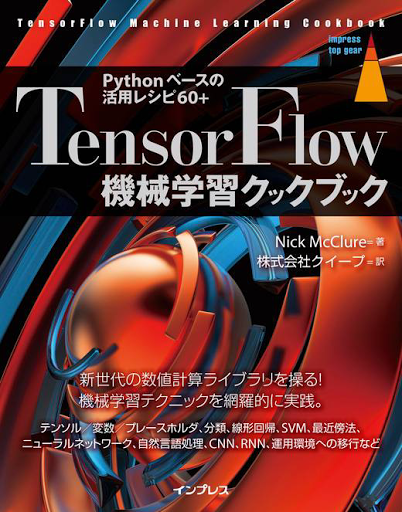 TensorFlow Machine Learning Cookbook
impress
top gear
Pythonベースの
活用レシピ60+
TensorFlow
機械学習クックブック
Nick McClure=著
株式会社クイープ=訳
新世代の数値計算ライブラリを操る!
機械学習テクニックを網羅的に実践。
テンソル／変数／プレースホルダ、分類、線形回帰、SVM、最近傍法、
ニューラルネットワーク、自然言語処理、CNN、RNN、運用環境への移行など
インプレス